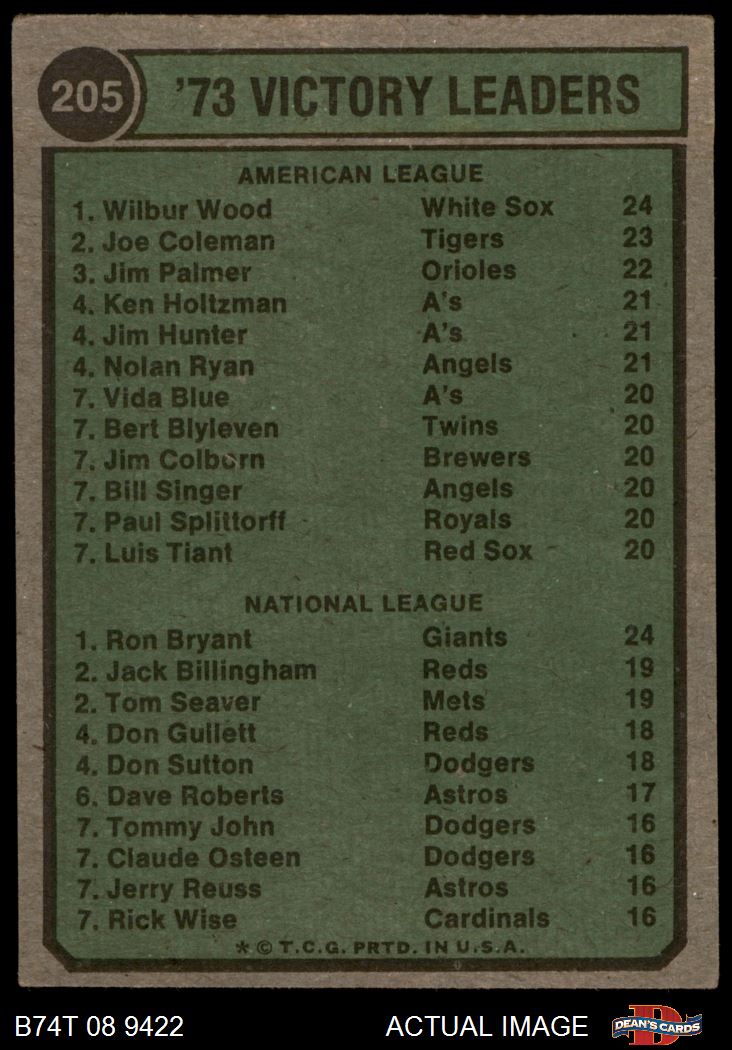 205 '73 VICTORY LEADERS
AMERICAN LEAGUE
1. Wilbur Wood White Sox 24
2. Joe Coleman Tigers 23
3. Jim Palmer Orioles 22
4. Ken Holtzman A's 21
4. Jim Hunter A's 21
4. Nolan Ryan Angels 21
7. Vida Blue A's 20
7. Bert Blyleven Twins 20
7. Jim Colborn Brewers 20
7. Bill Singer Angels 20
7. Paul Splittorff Royals 20
7. Luis Tiant Red Sox 20
NATIONAL LEAGUE
1. Ron Bryant Giants 24
2. Jack Billingham Reds 19
2. Tom Seaver Mets 19
4. Don Gullett Reds 18
4. Don Sutton Dodgers 18
6. Dave Roberts Astros 17
7. Tommy John Dodgers 16
7. Claude Osteen Dodgers 16
7. Jerry Reuss Astros 16
7. Rick Wise Cardinals 16
* © T.C.G. PRTD. IN U.S.A.
B74T 08 9422 ACTUAL IMAGE DEAN'S CARDS